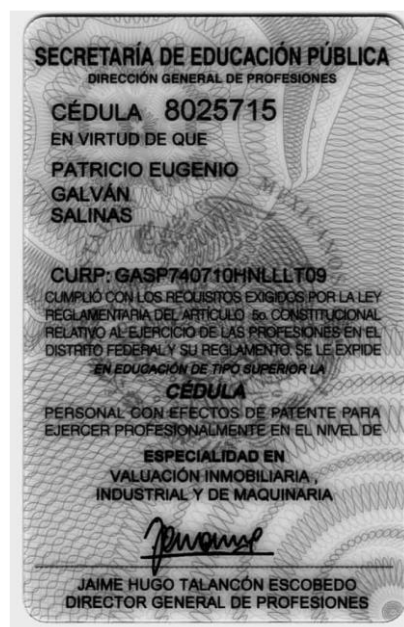 SECRETARÍA DE EDUCACIÓN PÚBLICA
DIRECCIÓN GENERAL DE PROFESIONES
CÉDULA 8025715
EN VIRTUD DE QUE
PATRICIO EUGENIO
GALVÁN
SALINAS
CURP: GASP740710HNLLLT09
CUMPLIÓ CON LOS REQUISITOS EXIGIDOS POR LA LEY
REGLAMENTARIA DEL ARTÍCULO 5o. CONSTITUCIONAL
RELATIVO AL EJERCICIO DE LAS PROFESIONES EN EL
DISTRITO FEDERAL Y SU REGLAMENTO. SE LE EXPIDE
EN EDUCACIÓN DE TIPO SUPERIOR LA
CÉDULA
PERSONAL CON EFECTOS DE PATENTE PARA
EJERCER PROFESIONALMENTE EN EL NIVEL DE
ESPECIALIDAD EN
VALUACIÓN INMOBILIARIA ,
INDUSTRIAL Y DE MAQUINARIA
JAIME HUGO TALANCÓN ESCOBEDO
DIRECTOR GENERAL DE PROFESIONES